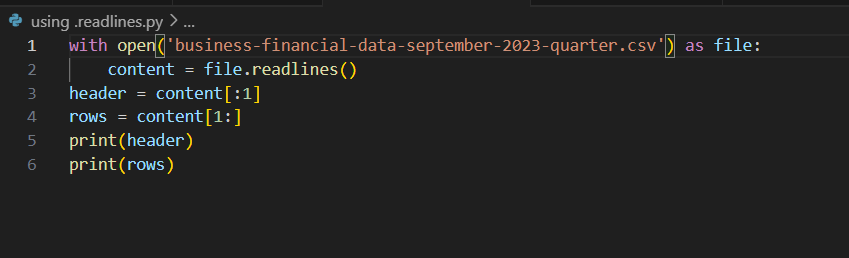 using .readlines.py > ...
1 with open('business-financial-data-september-2023-quarter.csv') as file:
2     content = file.readlines()
3 header = content[:1]
4 rows = content[1:]
5 print(header)
6 print(rows)